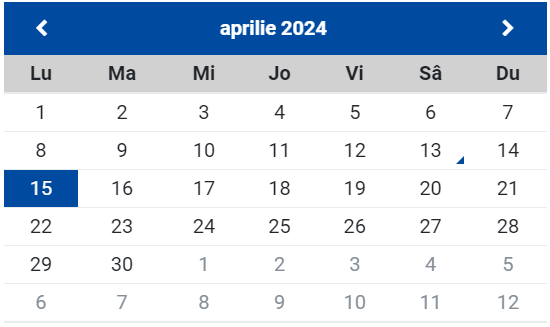 aprilie 2024
Lu Ma Mi Jo Vi Sâ Du
1 2 3 4 5 6 7
8 9 10 11 12 13 14
15 16 17 18 19 20 21
22 23 24 25 26 27 28
29 30 1 2 3 4 5
6 7 8 9 10 11 12